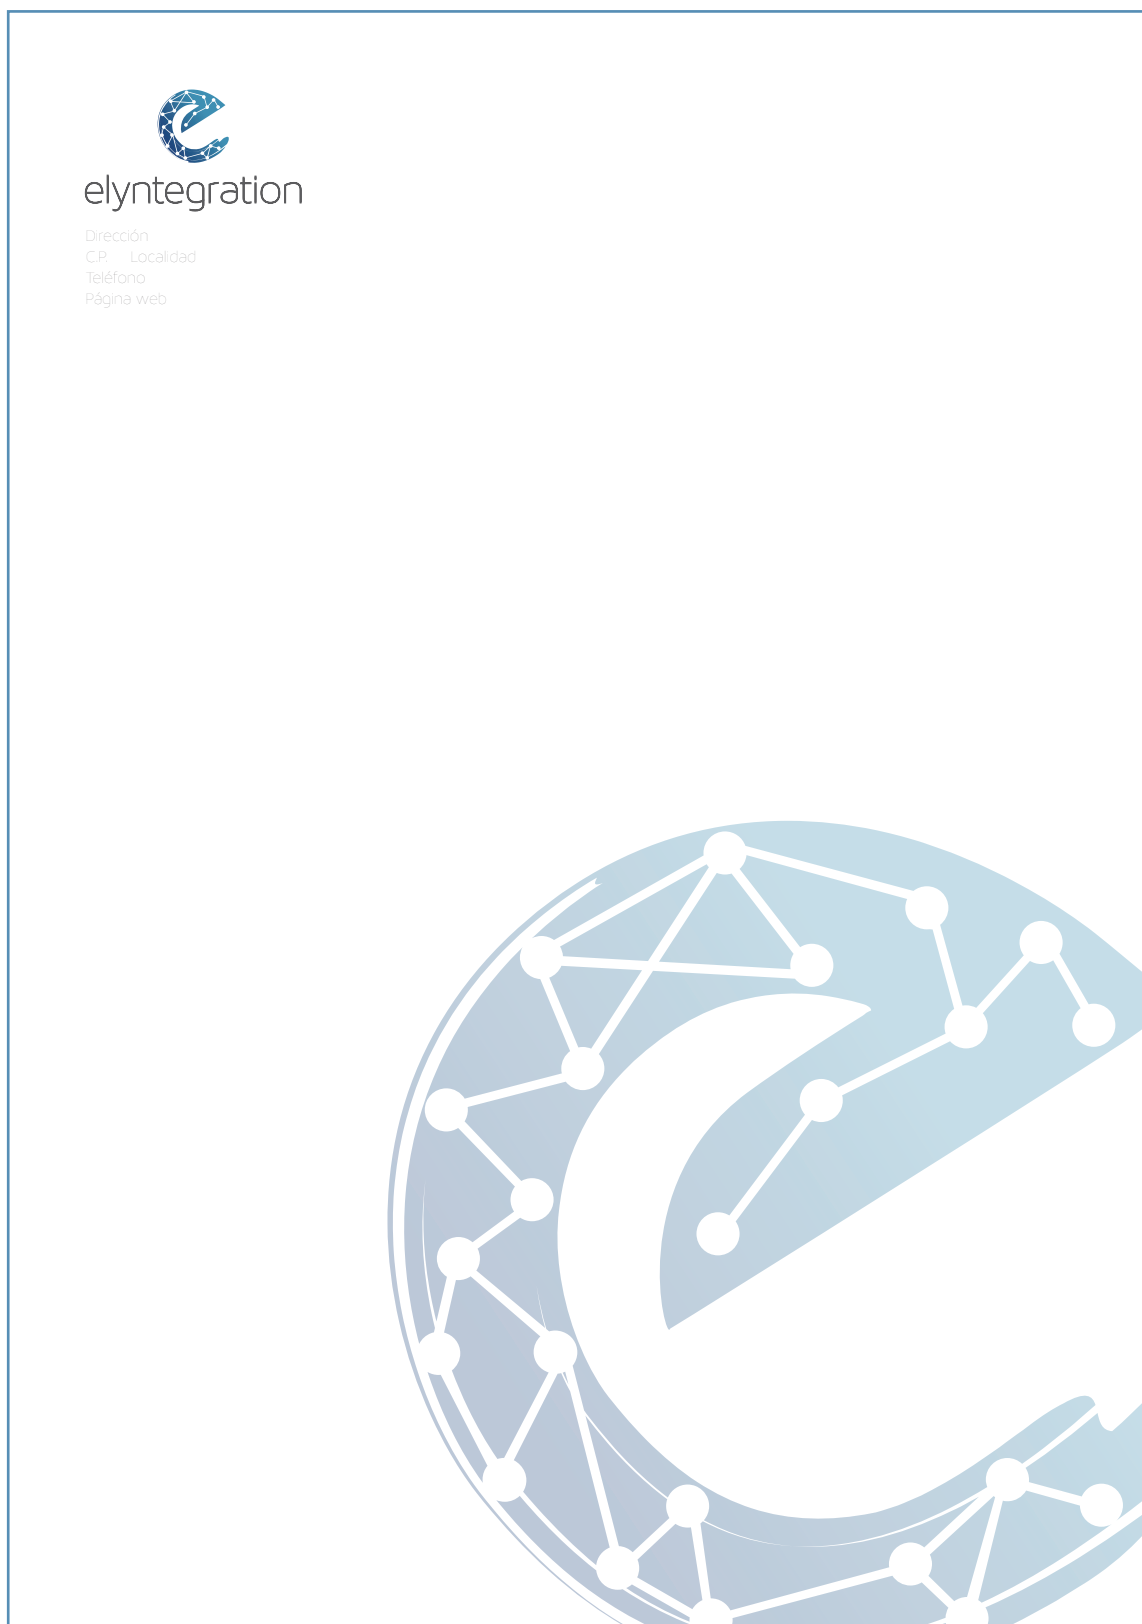 elyntegration
Dirección
C.P. Localidad
Teléfono
Página web